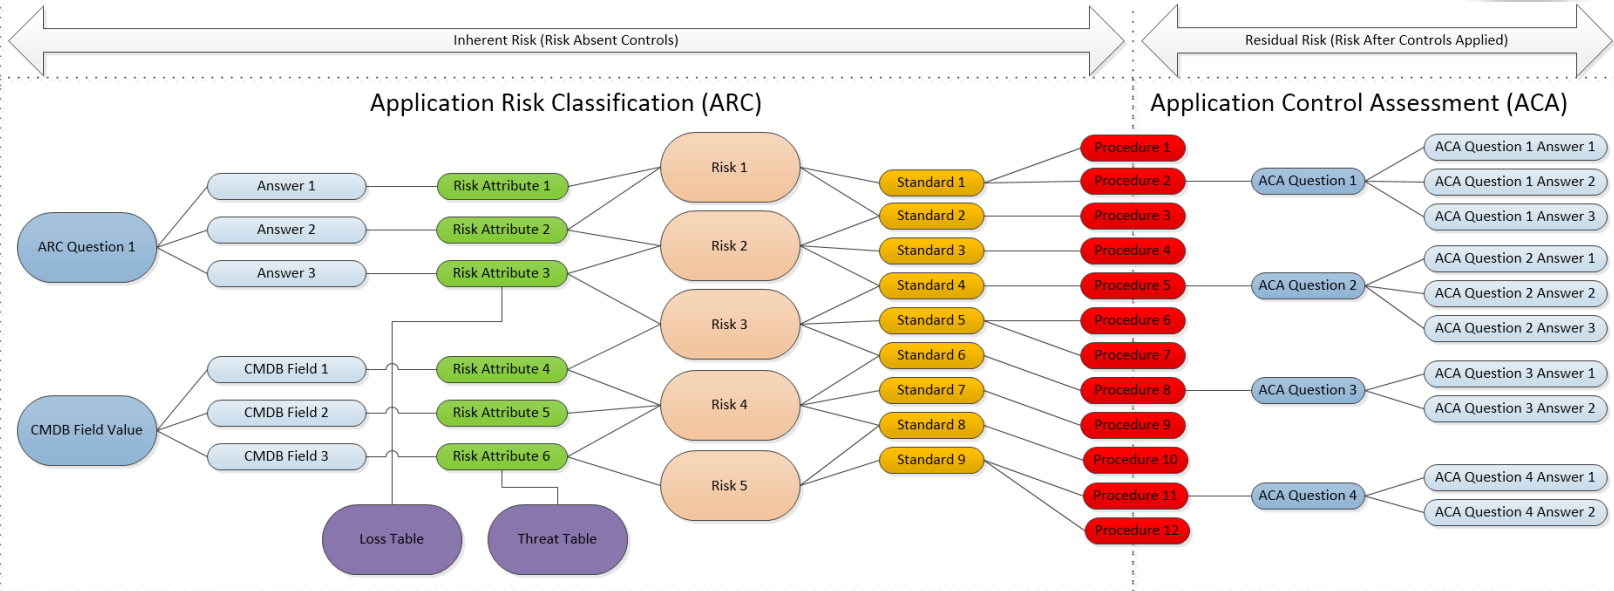 Inherent Risk (Risk Absent Controls)
Residual Risk (Risk After Controls Applied)
Application Risk Classification (ARC)
Application Control Assessment (ACA)
ARC Question 1
CMDB Field Value
Answer 1
Answer 2
Answer 3
CMDB Field 1
CMDB Field 2
CMDB Field 3
Risk Attribute 1
Risk Attribute 2
Risk Attribute 3
Risk Attribute 4
Risk Attribute 5
Risk Attribute 6
Loss Table
Threat Table
Risk 1
Risk 2
Risk 3
Risk 4
Risk 5
Standard 1
Standard 2
Standard 3
Standard 4
Standard 5
Standard 6
Standard 7
Standard 8
Standard 9
Procedure 1
Procedure 2
Procedure 3
Procedure 4
Procedure 5
Procedure 6
Procedure 7
Procedure 8
Procedure 9
Procedure 10
Procedure 11
Procedure 12
ACA Question 1
ACA Question 2
ACA Question 3
ACA Question 4
ACA Question 1 Answer 1
ACA Question 1 Answer 2
ACA Question 1 Answer 3
ACA Question 2 Answer 1
ACA Question 2 Answer 2
ACA Question 2 Answer 3
ACA Question 3 Answer 1
ACA Question 3 Answer 2
ACA Question 4 Answer 1
ACA Question 4 Answer 2